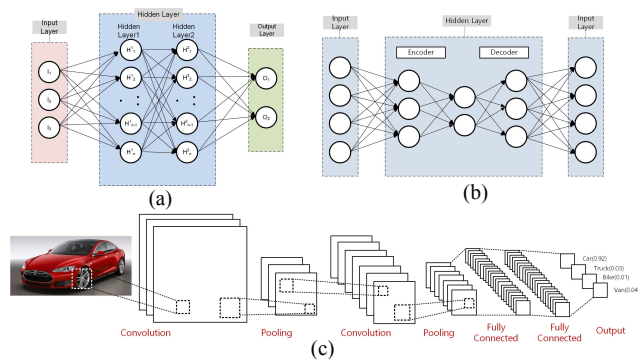 Input
Layer
Hidden Layer
Hidden
Layer1
Hidden
Layer2
Output
Layer
I₁
I₂
I₃
H¹₁
H¹₂
H¹ₙ₋₁
H¹ₙ
H²₁
H²₂
H²ₙ₋₁
H²ₙ
O₁
O₂
(a)
Input
Layer
Hidden Layer
Encoder
Decoder
Input
Layer
(b)
Car(0.92)
Truck(0.03)
Bike(0.01)
Van(0.04
Convolution
Pooling
Convolution
Pooling
Fully
Connected
Fully
Connected
Output
(c)